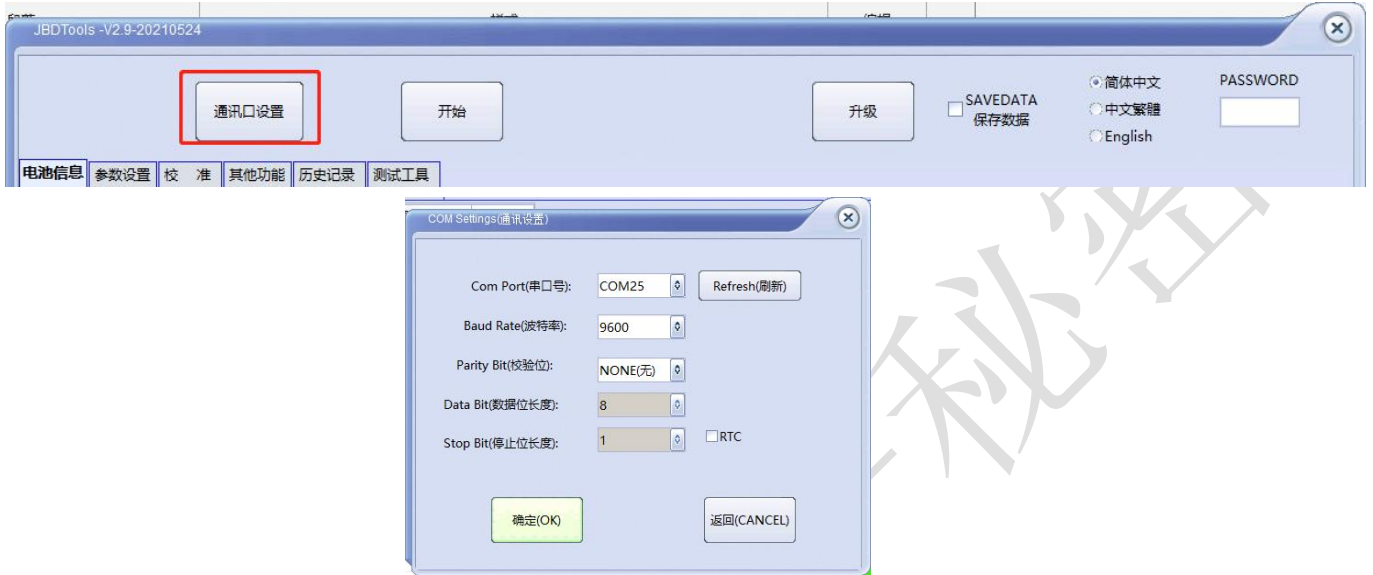 JBDTools -V2.9-20210524
通讯口设置
开始
升级
SAVEDATA
保存数据
简体中文
中文繁體
English
PASSWORD
电池信息 参数设置 校 准 其他功能 历史记录 测试工具
COM Settings(通讯设置)
Com Port(串口号): COM25 Refresh(刷新)
Baud Rate(波特率): 9600
Parity Bit(校验位): NONE(无)
Data Bit(数据位长度): 8
Stop Bit(停止位长度): 1 RTC
确定(OK) 返回(CANCEL)
秘密